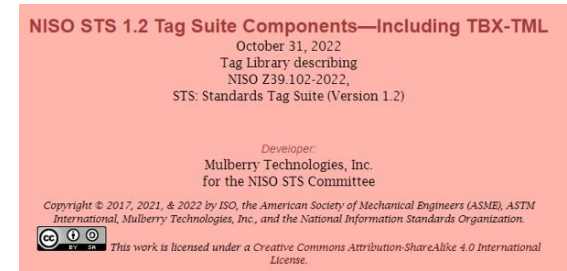 NISO STS 1.2 Tag Suite Components—Including TBX-TML
October 31, 2022
Tag Library describing
NISO Z39.102-2022,
STS: Standards Tag Suite (Version 1.2)
Developer:
Mulberry Technologies, Inc.
for the NISO STS Committee
Copyright © 2017, 2021, & 2022 by ISO, the American Society of Mechanical Engineers (ASME), ASTM
International, Mulberry Technologies, Inc., and the National Information Standards Organization.
cc BY SA This work is licensed under a Creative Commons Attribution-ShareAlike 4.0 International
License.